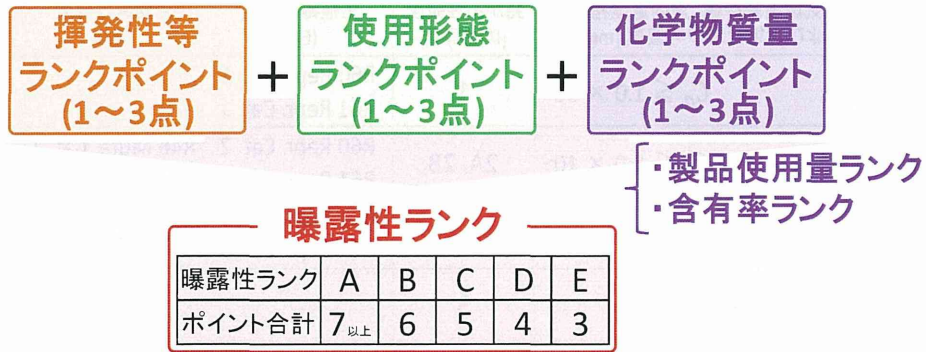 揮発性等
ランクポイント
(1～3点)
+
使用形態
ランクポイント
(1～3点)
+
化学物質量
ランクポイント
(1～3点)
・製品使用量ランク
・含有率ランク
曝露性ランク
曝露性ランク A B C D E
ポイント合計 7以上 6 5 4 3